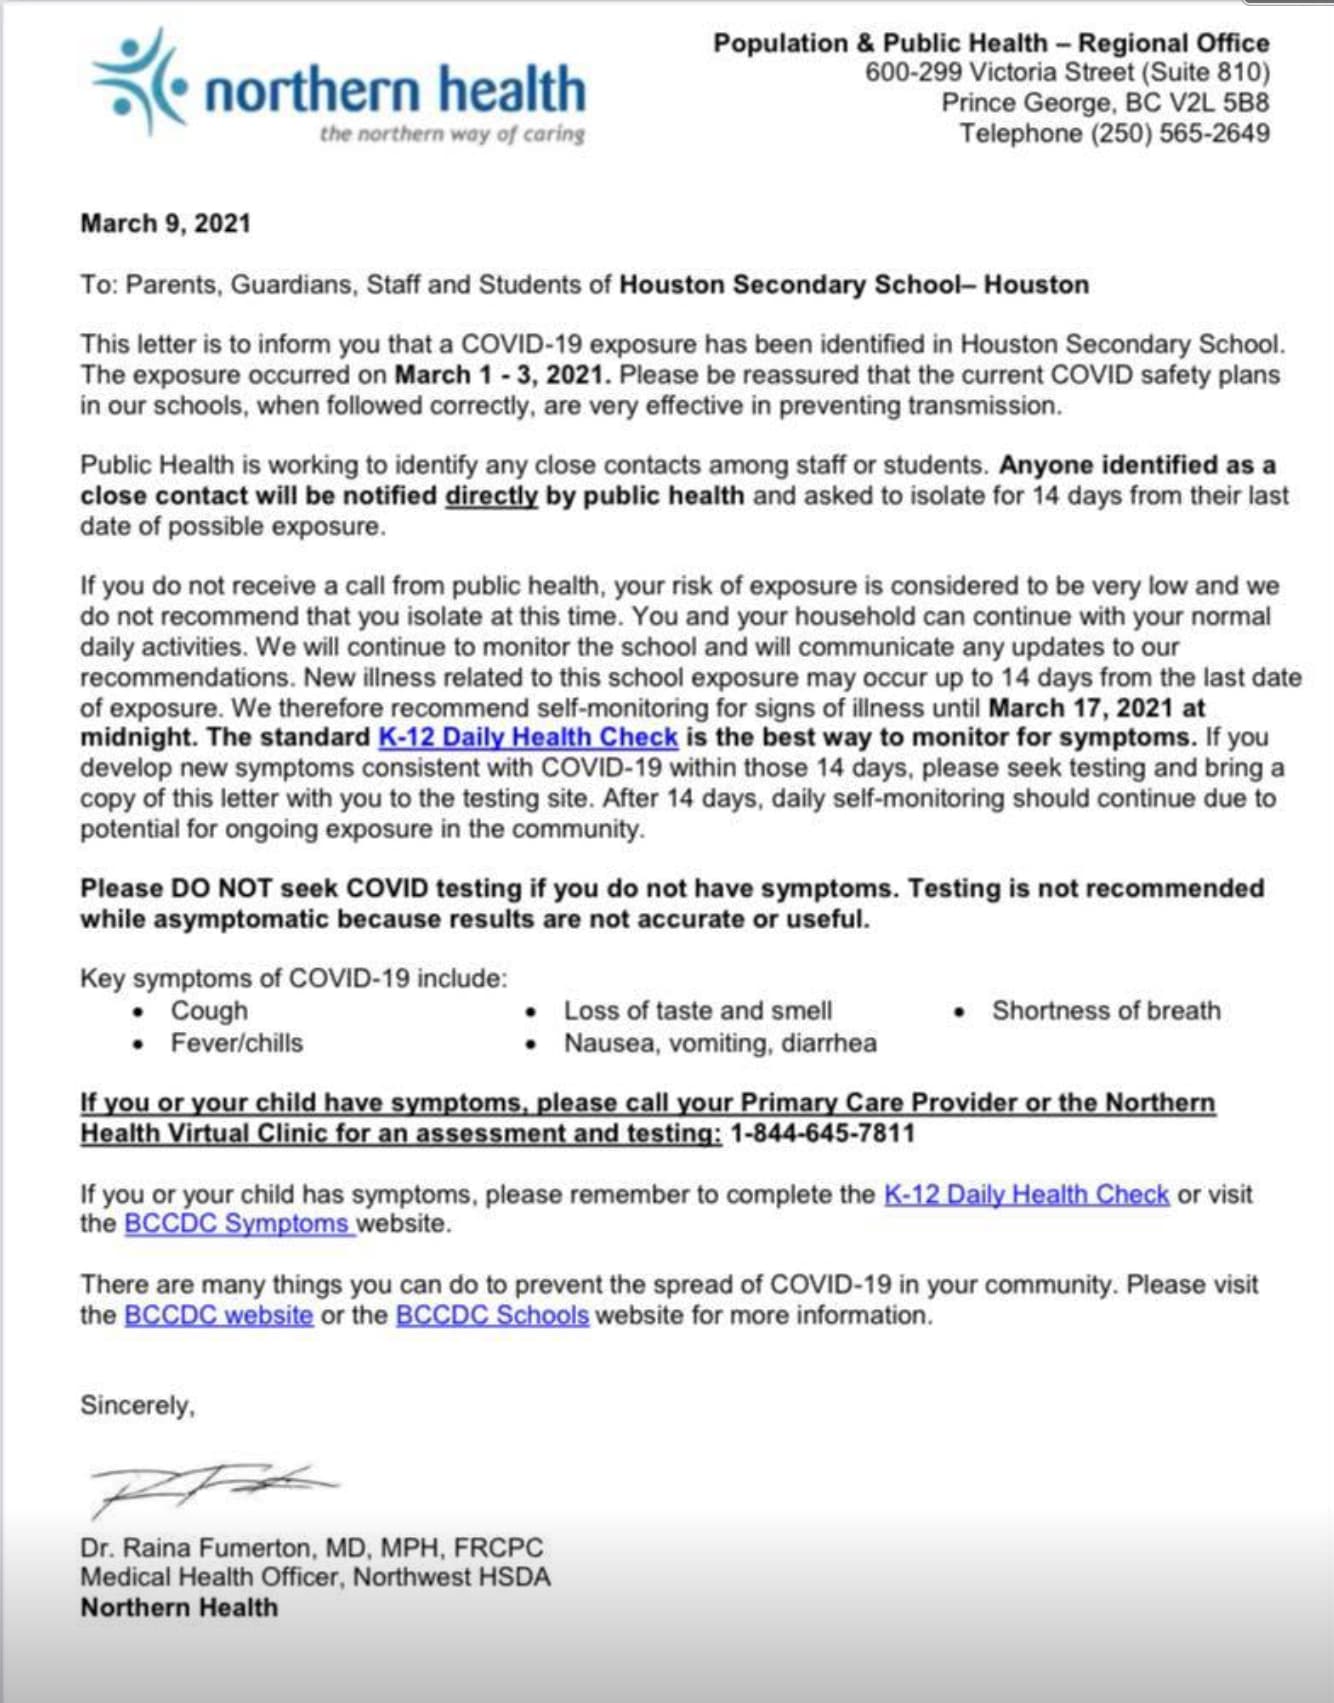 northern health
the northern way of caring
Population & Public Health – Regional Office
600-299 Victoria Street (Suite 810)
Prince George, BC V2L 5B8
Telephone (250) 565-2649
March 9, 2021
To: Parents, Guardians, Staff and Students of Houston Secondary School– Houston
This letter is to inform you that a COVID-19 exposure has been identified in Houston Secondary School.
The exposure occurred on March 1 - 3, 2021. Please be reassured that the current COVID safety plans
in our schools, when followed correctly, are very effective in preventing transmission.
Public Health is working to identify any close contacts among staff or students. Anyone identified as a
close contact will be notified directly by public health and asked to isolate for 14 days from their last
date of possible exposure.
If you do not receive a call from public health, your risk of exposure is considered to be very low and we
do not recommend that you isolate at this time. You and your household can continue with your normal
daily activities. We will continue to monitor the school and will communicate any updates to our
recommendations. New illness related to this school exposure may occur up to 14 days from the last date
of exposure. We therefore recommend self-monitoring for signs of illness until March 17, 2021 at
midnight. The standard K-12 Daily Health Check is the best way to monitor for symptoms. If you
develop new symptoms consistent with COVID-19 within those 14 days, please seek testing and bring a
copy of this letter with you to the testing site. After 14 days, daily self-monitoring should continue due to
potential for ongoing exposure in the community.
Please DO NOT seek COVID testing if you do not have symptoms. Testing is not recommended
while asymptomatic because results are not accurate or useful.
Key symptoms of COVID-19 include:
• Cough • Loss of taste and smell • Shortness of breath
• Fever/chills • Nausea, vomiting, diarrhea
If you or your child have symptoms, please call your Primary Care Provider or the Northern
Health Virtual Clinic for an assessment and testing: 1-844-645-7811
If you or your child has symptoms, please remember to complete the K-12 Daily Health Check or visit
the BCCDC Symptoms website.
There are many things you can do to prevent the spread of COVID-19 in your community. Please visit
the BCCDC website or the BCCDC Schools website for more information.
Sincerely,
Dr. Raina Fumerton, MD, MPH, FRCPC
Medical Health Officer, Northwest HSDA
Northern Health